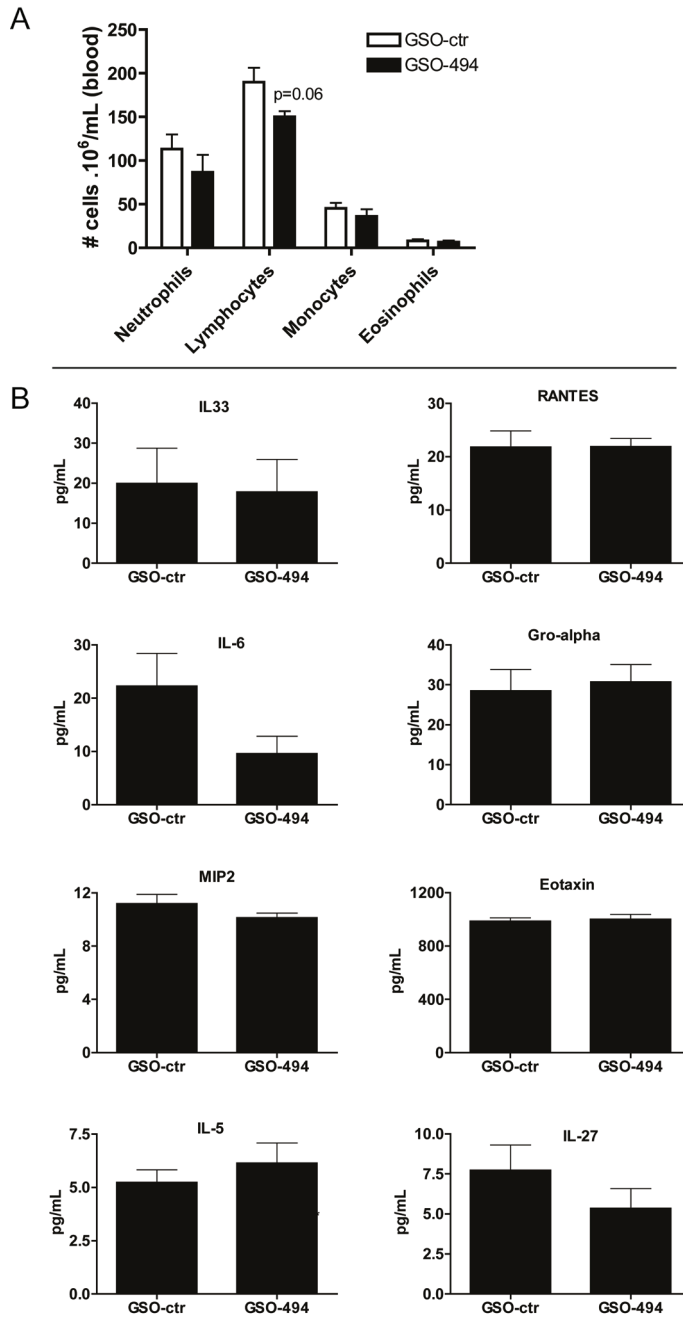 A
GSO-ctr
GSO-494
# cells .10⁶/mL (blood)
250
200
150
100
50
0
p=0.06
Neutrophils
Lymphocytes
Monocytes
Eosinophils
B
IL33
pg/mL
40
30
20
10
0
GSO-ctr GSO-494
RANTES
pg/mL
30
20
10
0
GSO-ctr GSO-494
IL-6
pg/mL
30
20
10
0
GSO-ctr GSO-494
Gro-alpha
pg/mL
40
30
20
10
0
GSO-ctr GSO-494
MIP2
pg/mL
12
8
4
0
GSO-ctr GSO-494
Eotaxin
pg/mL
1200
800
400
0
GSO-ctr GSO-494
IL-5
pg/mL
7.5
5.0
2.5
0.0
GSO-ctr GSO-494
IL-27
pg/mL
10.0
7.5
5.0
2.5
0.0
GSO-ctr GSO-494